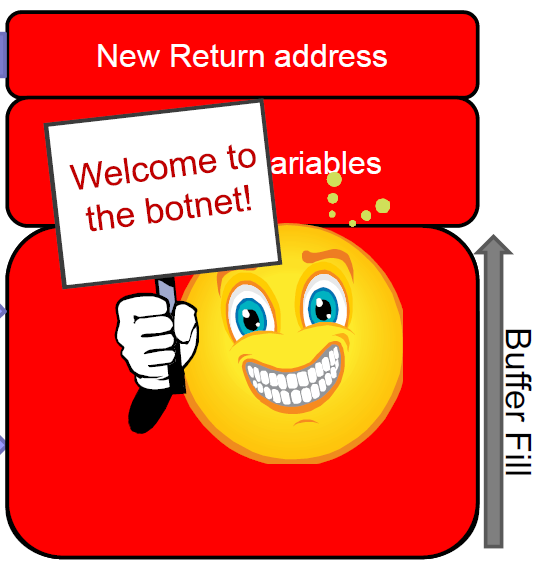 New Return address
ariables
Welcome to
the botnet!
Buffer Fill